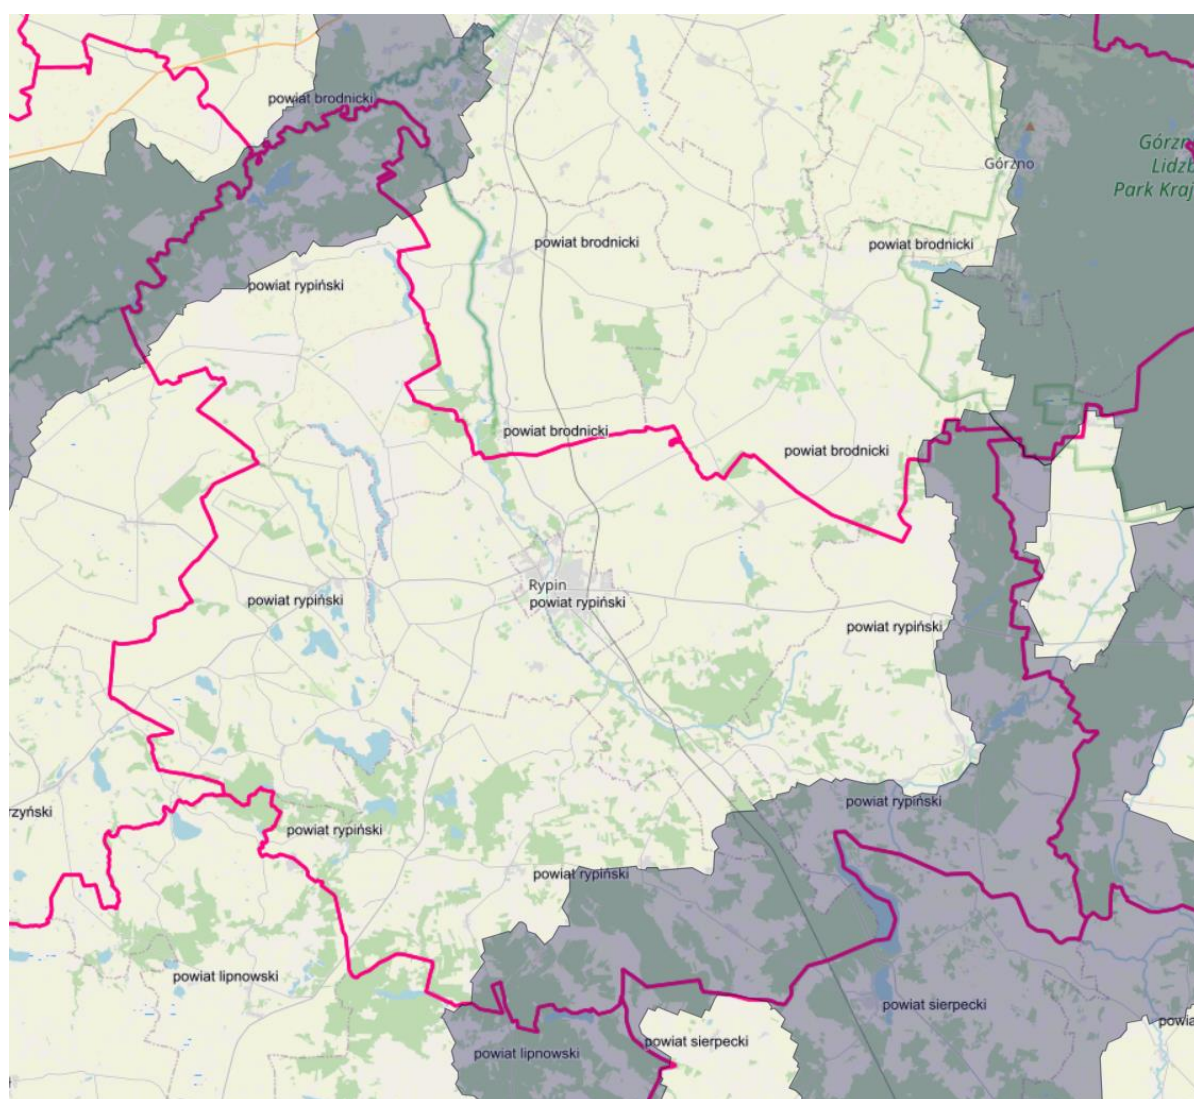 powiat brodnicki
Górzn
Lidzb
Park Kraj
Górzno
powiat brodnicki
powiat brodnicki
powiat rypiński
powiat brodnicki
powiat brodnicki
Rypin
powiat rypiński
powiat rypiński
powiat rypiński
powiat rypiński
rzyński
powiat rypiński
powiat rypiński
powiat lipnowski
powiat sierpecki
powia
powiat sierpecki
powiat lipnowski